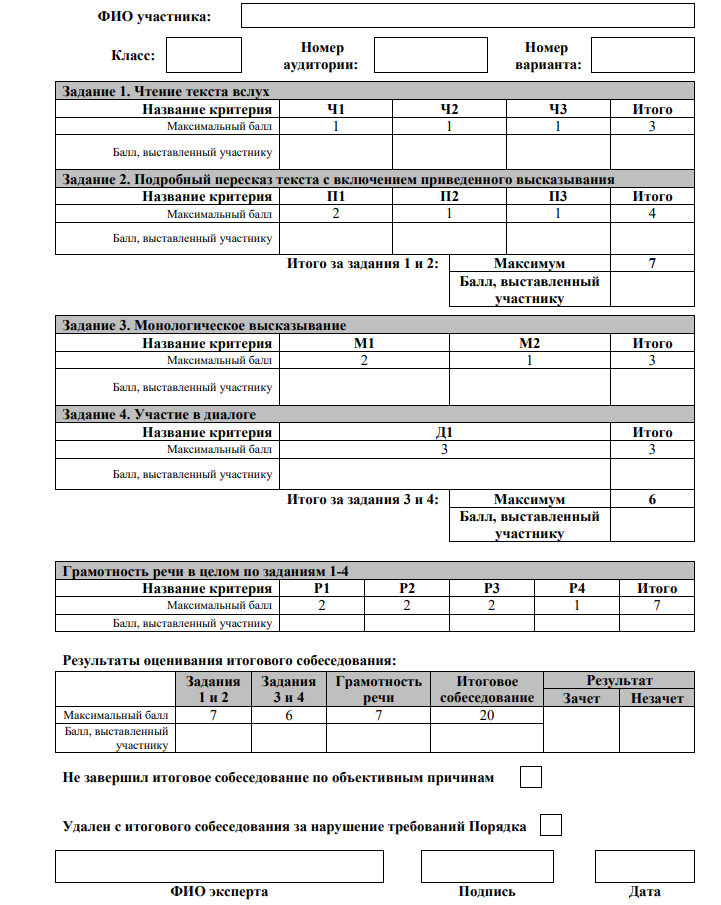 ФИО участника:
Класс: Номер аудитории: Номер варианта:
Задание 1. Чтение текста вслух
Название критерия Ч1 Ч2 Ч3 Итого
Максимальный балл 1 1 1 3
Балл, выставленный участнику
Задание 2. Подробный пересказ текста с включением приведенного высказывания
Название критерия П1 П2 П3 Итого
Максимальный балл 2 1 1 4
Балл, выставленный участнику
Итого за задания 1 и 2: Максимум 7
Балл, выставленный
участнику
Задание 3. Монологическое высказывание
Название критерия М1 М2 Итого
Максимальный балл 2 1 3
Балл, выставленный участнику
Задание 4. Участие в диалоге
Название критерия Д1 Итого
Максимальный балл 3 3
Балл, выставленный участнику
Итого за задания 3 и 4: Максимум 6
Балл, выставленный
участнику
Грамотность речи в целом по заданиям 1-4
Название критерия Р1 Р2 Р3 Р4 Итого
Максимальный балл 2 2 2 1 7
Балл, выставленный участнику
Результаты оценивания итогового собеседования:
Задания 1 и 2 Задания 3 и 4 Грамотность речи Итоговое собеседование Результат
Зачет Незачет
Максимальный балл 7 6 7 20
Балл, выставленный
участнику
Не завершил итоговое собеседование по объективным причинам
Удален с итогового собеседования за нарушение требований Порядка
ФИО эксперта Подпись Дата